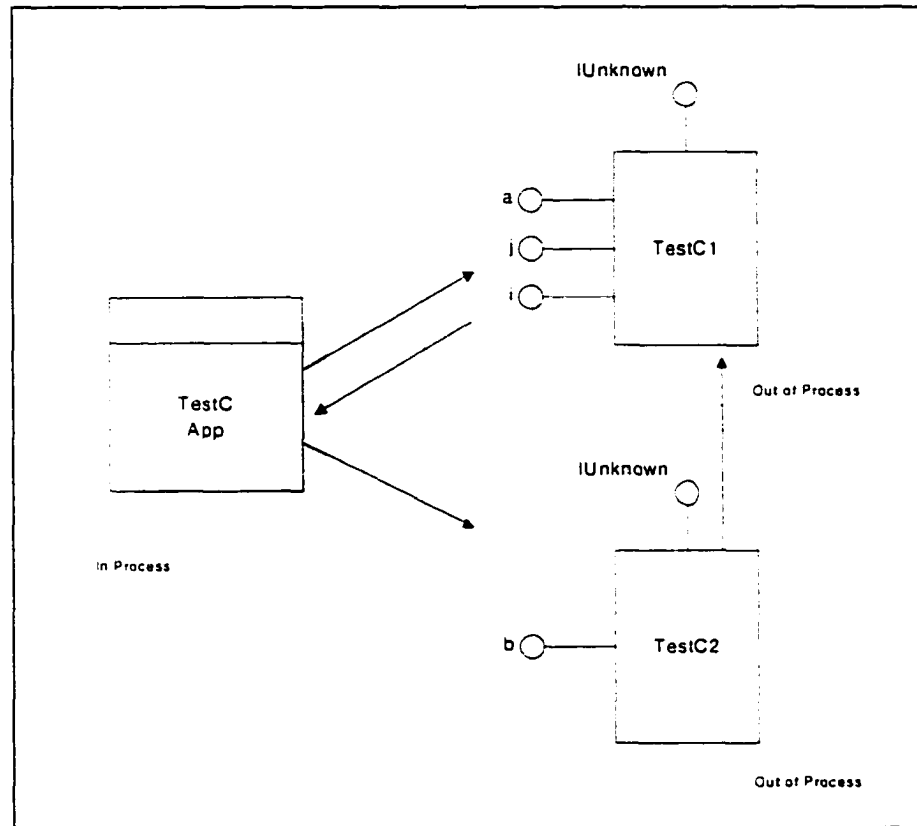 IUnknown
a
j
TestC1
i
TestC
App
Out of Process
IUnknown
In Process
b
TestC2
Out of Process